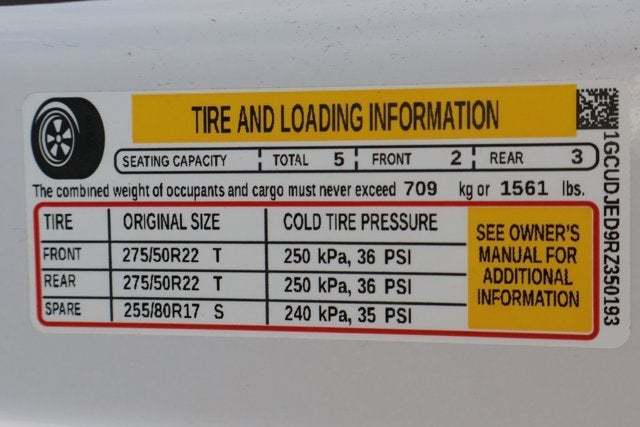 TIRE AND LOADING INFORMATION
SEATING CAPACITY TOTAL 5 FRONT 2 REAR 3
The combined weight of occupants and cargo must never exceed 709 kg or 1561 lbs.
TIRE ORIGINAL SIZE COLD TIRE PRESSURE
FRONT 275/50R22 T 250 kPa, 36 PSI
REAR 275/50R22 T 250 kPa, 36 PSI
SPARE 255/80R17 S 240 kPa, 35 PSI
SEE OWNER'S
MANUAL FOR
ADDITIONAL
INFORMATION
1GCUDJED9RZ350193